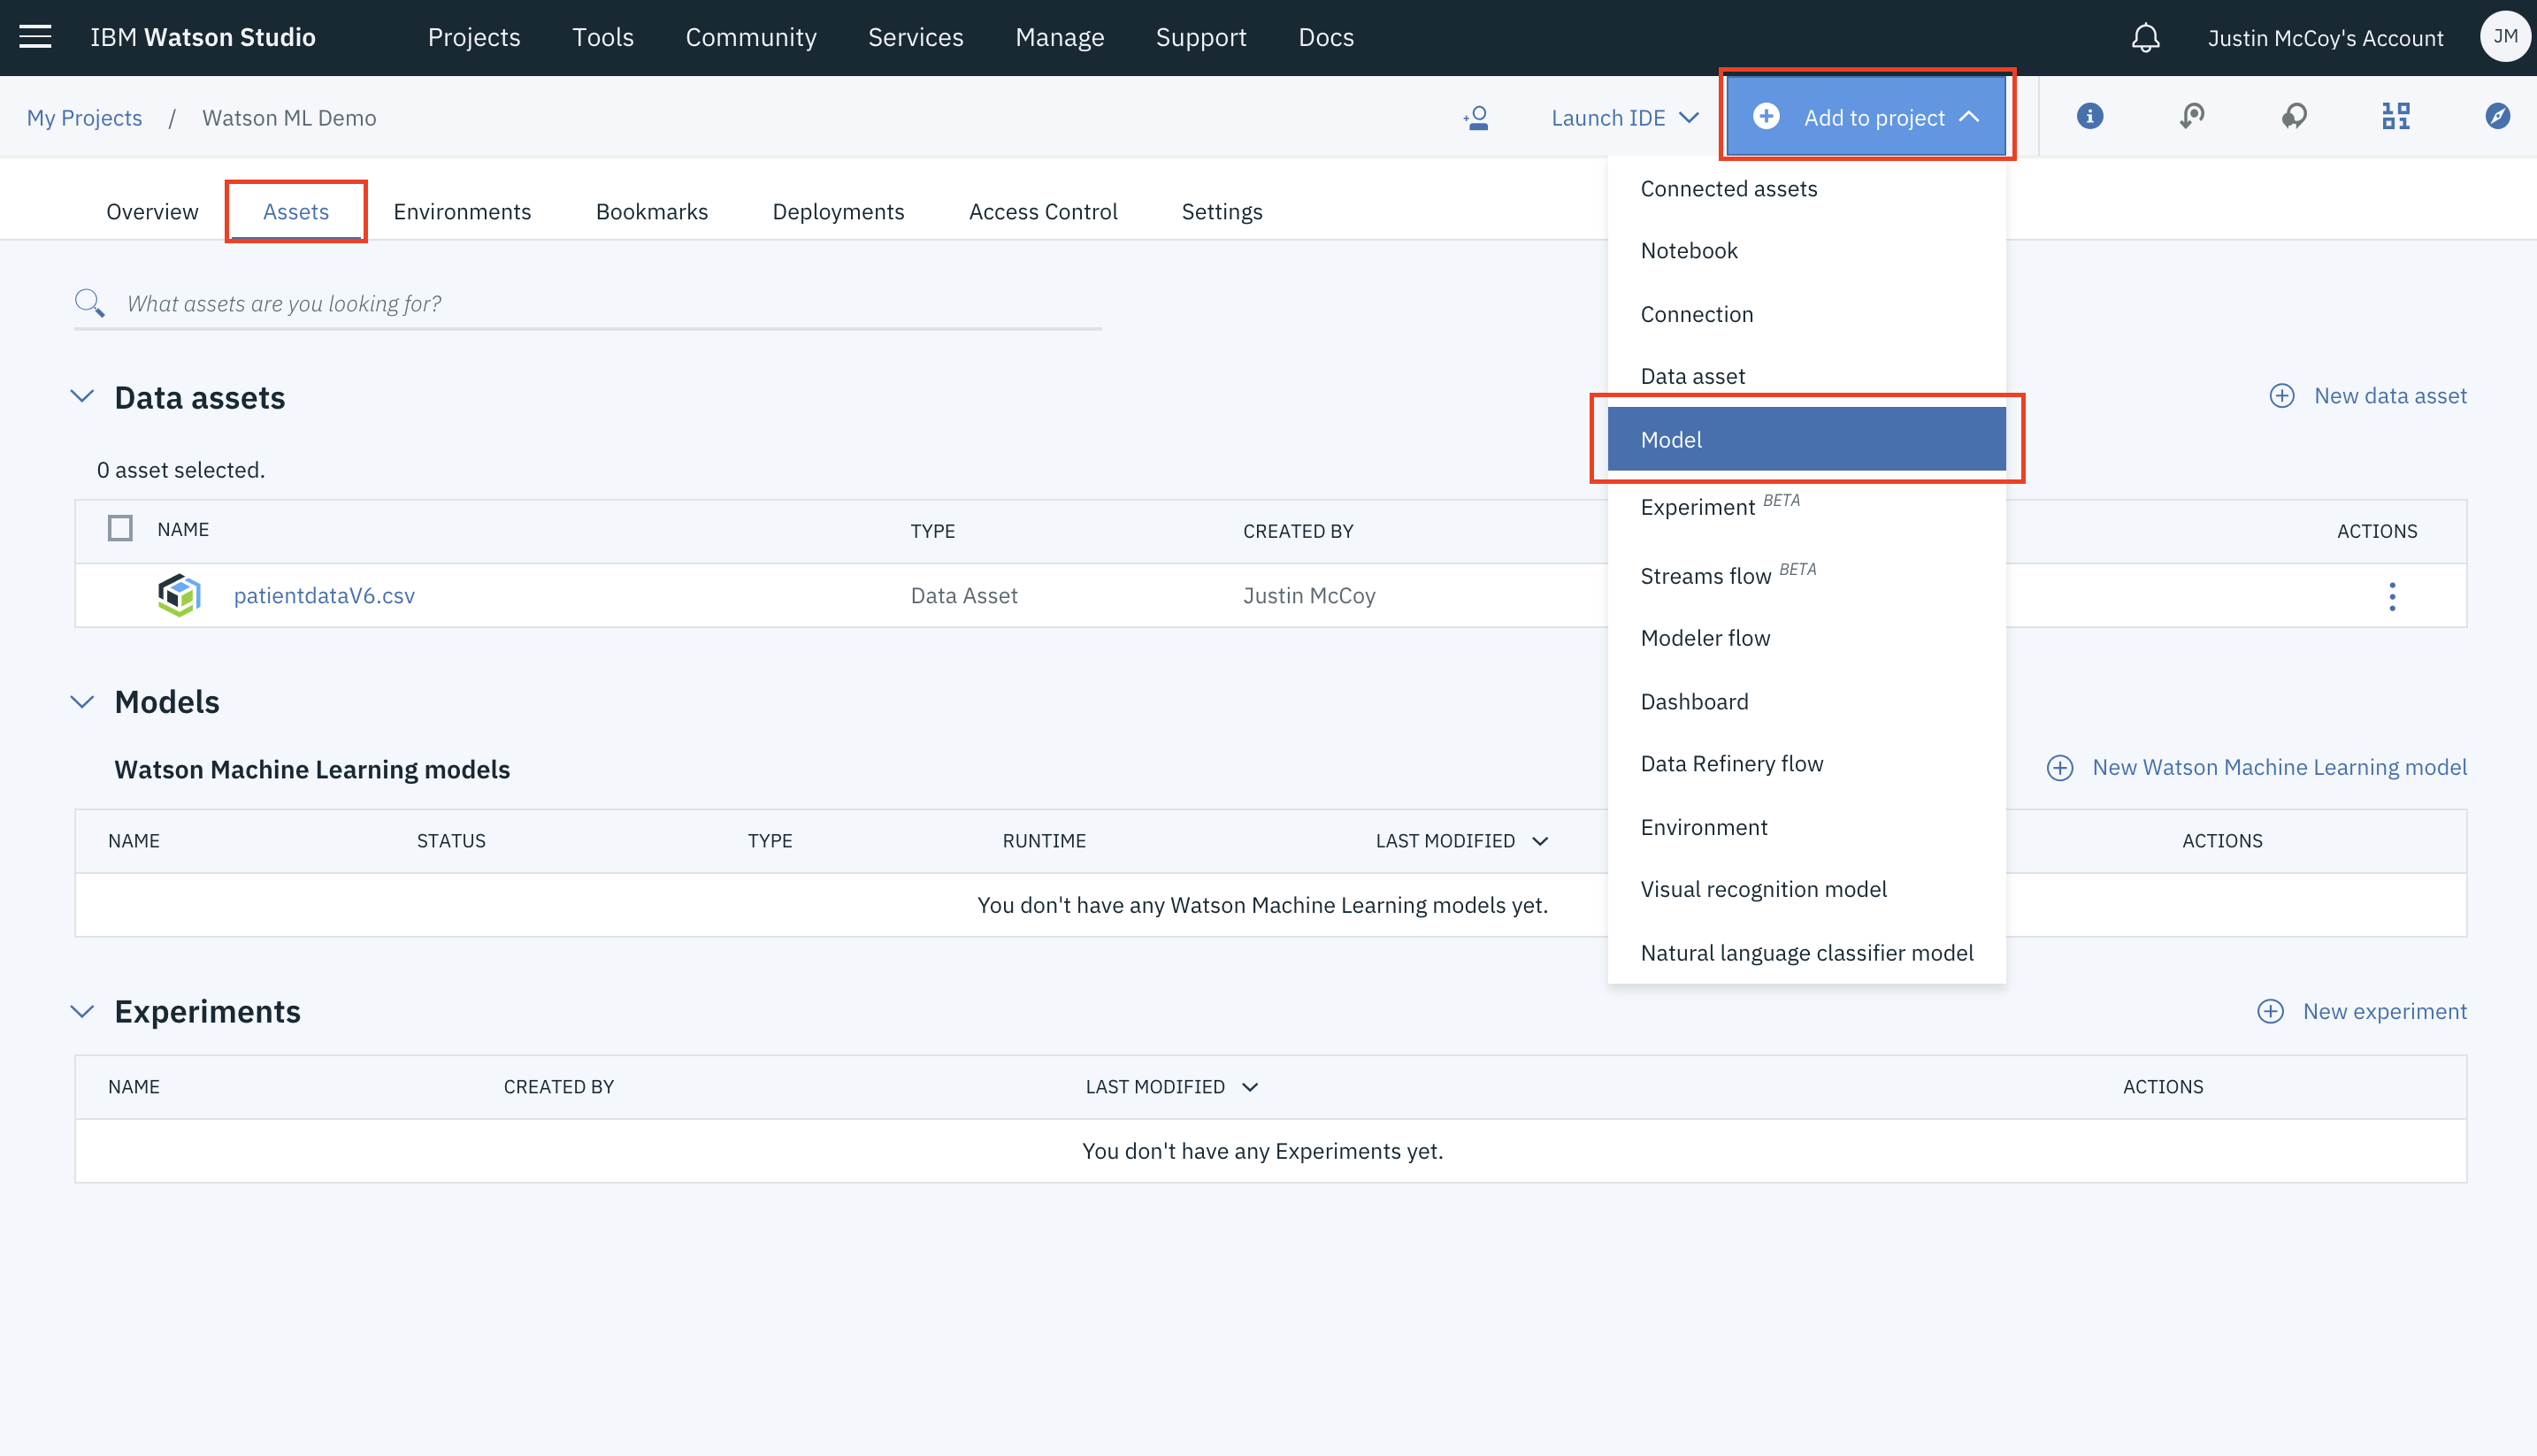 IBM Watson Studio Projects Tools Community Services Manage Support Docs Justin McCoy's Account JM
My Projects / Watson ML Demo Launch IDE Add to project
Overview Assets Environments Bookmarks Deployments Access Control Settings
Connected assets
Notebook
Connection
Data asset
Model
Experiment BETA
Streams flow BETA
Modeler flow
Dashboard
Data Refinery flow
Environment
Visual recognition model
Natural language classifier model
What assets are you looking for?
Data assets New data asset
0 asset selected.
NAME TYPE CREATED BY ACTIONS
patientdataV6.csv Data Asset Justin McCoy
Models
Watson Machine Learning models New Watson Machine Learning model
NAME STATUS TYPE RUNTIME LAST MODIFIED ACTIONS
You don't have any Watson Machine Learning models yet.
Experiments New experiment
NAME CREATED BY LAST MODIFIED ACTIONS
You don't have any Experiments yet.